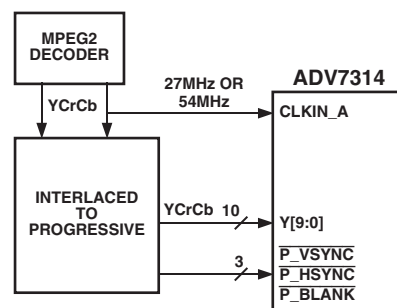 MPEG2
DECODER
YCrCb
27MHz OR
54MHz
ADV7314
CLKIN_A
INTERLACED
TO
PROGRESSIVE
YCrCb 10
Y[9:0]
3
P_VSYNC
P_HSYNC
P_BLANK